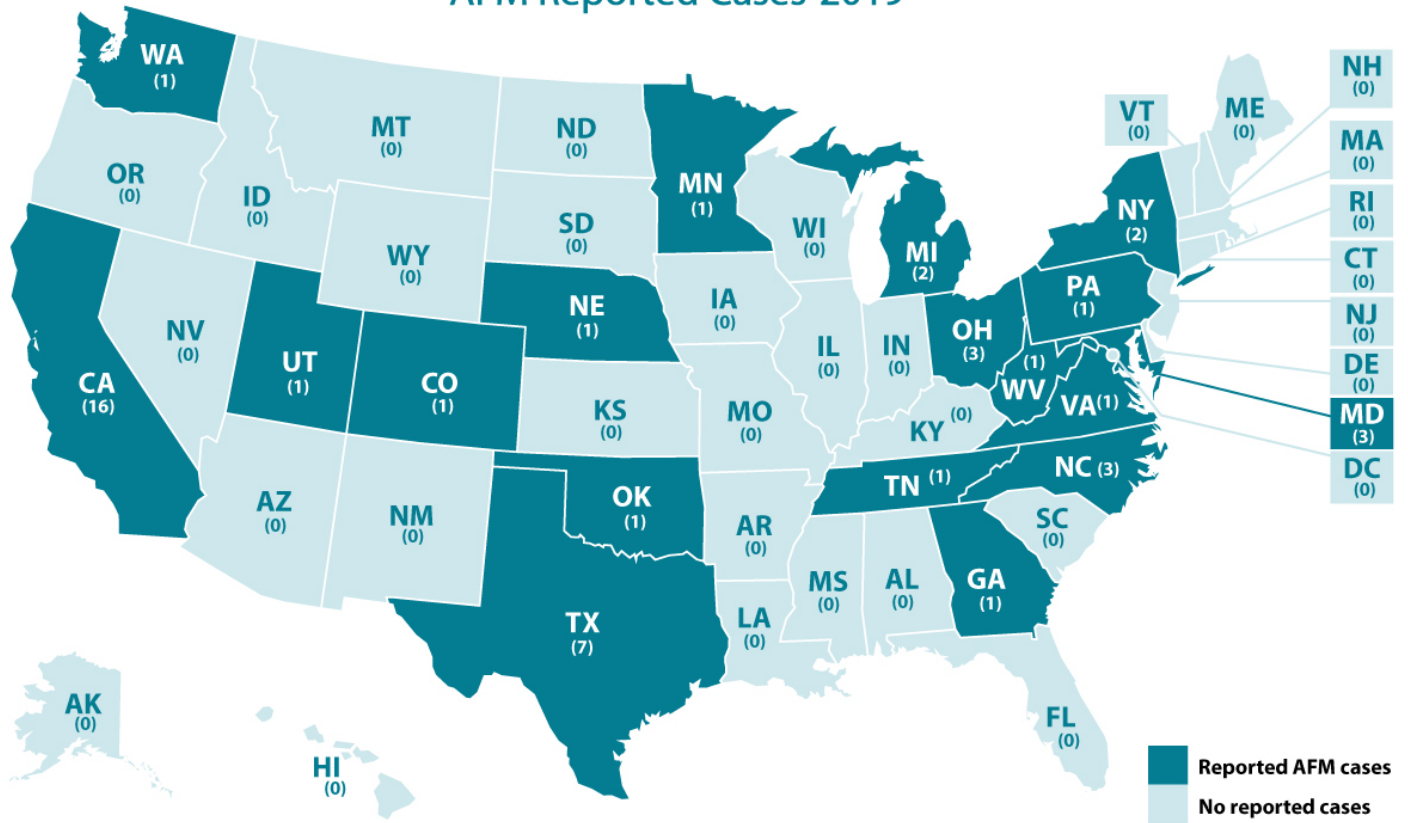 AFM Reported Cases 2019
WA
(1)
MT
(0)
ND
(0)
OR
(0)
ID
(0)
MN
(1)
SD
(0)
WY
(0)
WI
(0)
MI
(2)
VT
(0)
ME
(0)
NH
(0)
MA
(0)
RI
(0)
CT
(0)
NJ
(0)
DE
(0)
MD
(3)
DC
(0)
NY
(2)
PA
(1)
NV
(0)
UT
(1)
CO
(1)
NE
(1)
IA
(0)
IL
(0)
IN
(0)
OH
(3)
(1)
WV
VA(1)
CA
(16)
KS
(0)
MO
(0)
KY (0)
TN (1)
NC (3)
AZ
(0)
NM
(0)
OK
(1)
AR
(0)
SC
(0)
TX
(7)
LA
(0)
MS
(0)
AL
(0)
GA
(1)
FL
(0)
AK
(0)
HI
(0)
Reported AFM cases
No reported cases